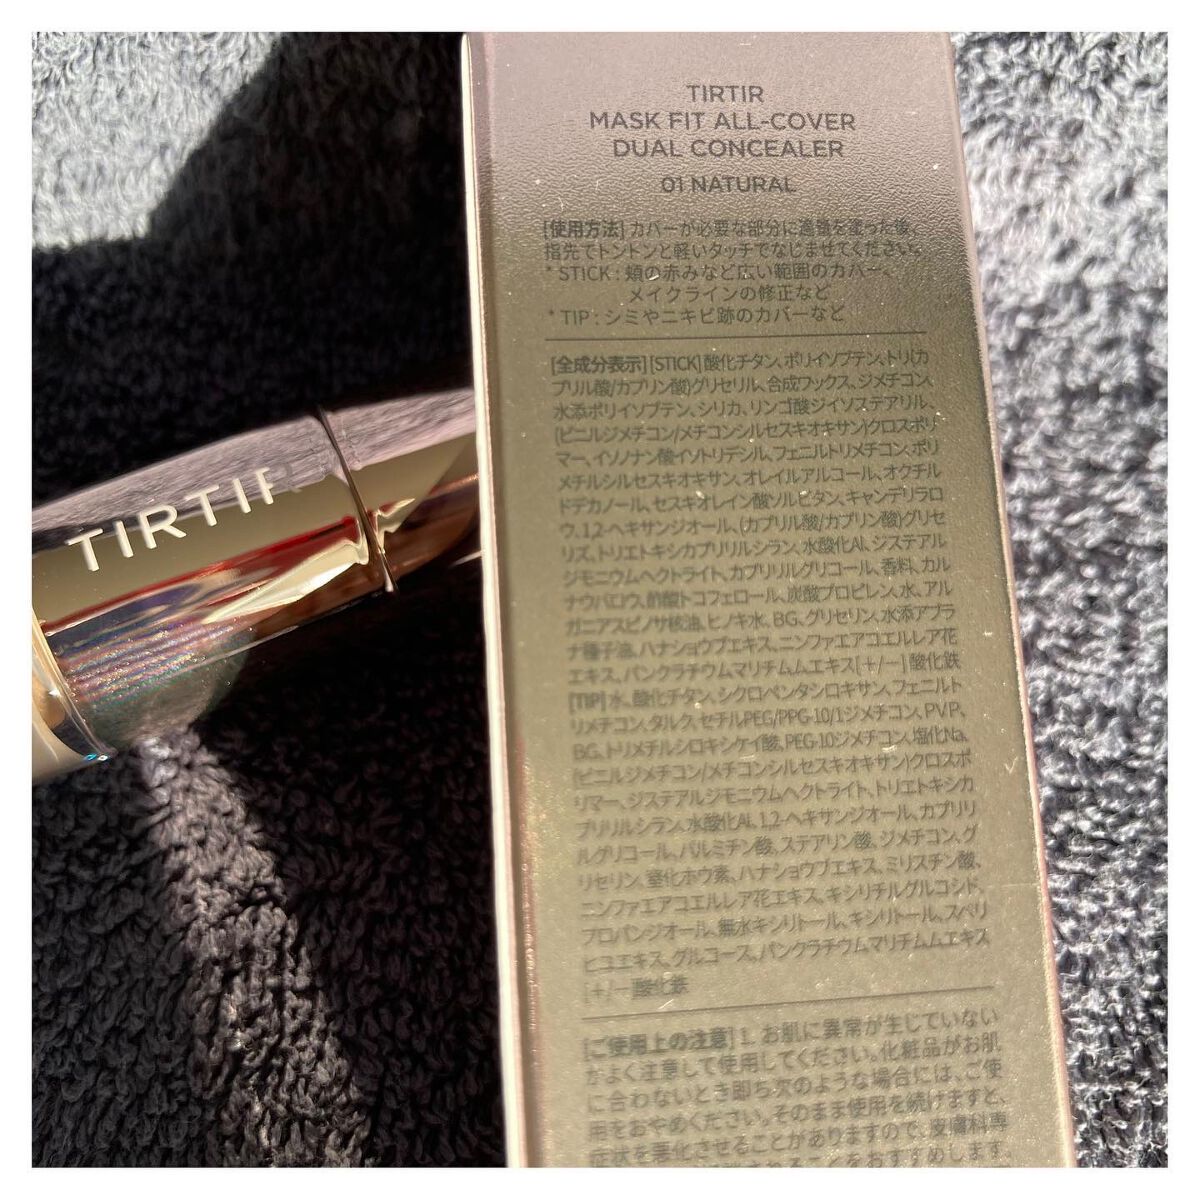 TIRTIR
TIRTIR
MASK FIT ALL-COVER
DUAL CONCEALER
01 NATURAL
[使用方法] カバーが必要な部分に適量を塗った後、
指先でトントンと軽いタッチでなじませてください。
* STICK : 頬の赤みなど広い範囲のカバー、
メイクラインの修正など
* TIP : シミやニキビ跡のカバーなど
[全成分表示] [STICK] 酸化チタン、ポリイソブテン、トリ(カ
プリル酸/カプリン酸)グリセリル、合成ワックス、ジメチコン、
水添ポリイソブテン、シリカ、リンゴ酸ジイソステアリル、
(ビニルジメチコン/メチコンシルセスキオキサン)クロスポリ
マー、イソノナン酸イソトリデシル、フェニルトリメチコン、ポリ
メチルシルセスキオキサン、オレイルアルコール、オクチル
ドデカノール、セスキオレイン酸ソルビタン、キャンデリラロ
ウ、1,2-ヘキサンジオール、(カプリル酸/カプリン酸)グリセ
リズ、トリエトキシカプリリルシラン、水酸化Al、ジステアル
ジモニウムヘクトライト、カプリリルグリコール、香料、カル
ナウバロウ、酢酸トコフェロール、炭酸プロピレン、水、アル
ガニアスピノサ核油、ヒノキ水、BG、グリセリン、水添アブラ
ナ種子油、ハナショウブエキス、ニンファエアコエルレア花
エキス、パンクラチウムマリチムムエキス[+/−] 酸化鉄
[TIP] 水、酸化チタン、シクロペンタシロキサン、フェニルト
リメチコン、タルク、セチルPEG/PPG-10/1ジメチコン、PVP、
BG、トリメチルシロキシケイ酸、PEG-10ジメチコン、塩化Na、
(ビニルジメチコン/メチコンシルセスキオキサン)クロスポ
リマー、ジステアルジモニウムヘクトライト、トリエトキシカ
プリリルシラン、水酸化Al、1,2-ヘキサンジオール、カプリリ
ルグリコール、パルミチン酸、ステアリン酸、ジメチコン、グ
リセリン、窒化ホウ素、ハナショウブエキス、ミリスチン酸、
ニンファエアコエルレア花エキス、キシリチルグルコシド、
プロパンジオール、無水キシリトール、キシリトール、スベリ
ヒユエキス、グルコース、パンクラチウムマリチムムエキス
[+/−] 酸化鉄
[ご使用上の注意] 1. お肌に異常が生じていない
かよく注意して使用してください。化粧品がお肌
に合わないとき即ち次のような場合には、ご使
用をおやめください。そのまま使用を続けますと、
症状を悪化させることがありますので、皮膚科専